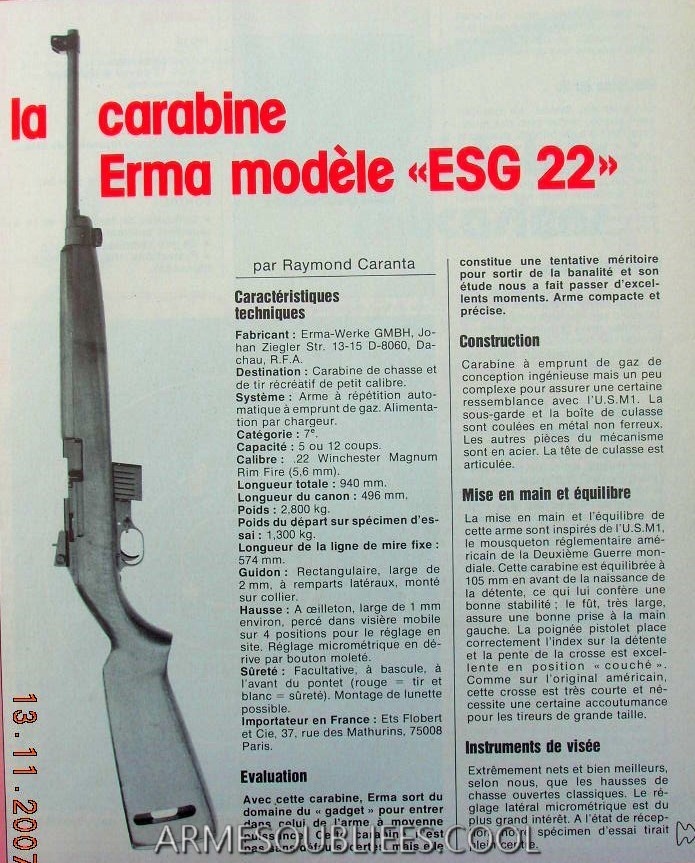 la carabine
Erma modèle «ESG 22»
par Raymond Caranta
Caractéristiques
techniques
Fabricant : Erma-Werke GMBH, Jo-
han Ziegler Str. 13-15 D-8060, Da-
chau, R.F.A.
Destination : Carabine de chasse et
de tir récréatif de petit calibre.
Système : Arme à répétition auto-
matique à emprunt de gaz. Alimenta-
tion par chargeur.
Catégorie : 7e.
Capacité : 5 ou 12 coups.
Calibre : .22 Winchester Magnum
Rim Fire (5,6 mm).
Longueur totale : 940 mm.
Longueur du canon : 496 mm.
Poids : 2,800 kg.
Poids du départ sur spécimen d'es-
sai : 1,300 kg.
Longueur de la ligne de mire fixe :
574 mm.
Guidon : Rectangulaire, large de
2 mm, à remparts latéraux, monté
sur collier.
Hausse : A œilleton, large de 1 mm
environ, percé dans visière mobile
sur 4 positions pour le réglage en
site. Réglage micrométrique en dé-
rive par bouton moleté.
Sûreté : Facultative, à bascule, à
l'avant du pontet (rouge = tir et
blanc = sûreté). Montage de lunette
possible.
Importateur en France : Ets Flobert
et Cie, 37, rue des Mathurins, 75008
Paris.
Evaluation
Avec cette carabine, Erma sort du
domaine du « gadget » pour entrer
dans celui de l'arme à moyenne
constitue une tentative méritoire
pour sortir de la banalité et son
étude nous a fait passer d'excel-
lents moments. Arme compacte et
précise.
Construction
Carabine à emprunt de gaz de
conception ingénieuse mais un peu
complexe pour assurer une certaine
ressemblance avec l'U.S.M1. La
sous-garde et la boîte de culasse
sont coulées en métal non ferreux.
Les autres pièces du mécanisme
sont en acier. La tête de culasse est
articulée.
Mise en main et équilibre
La mise en main et l'équilibre de
cette arme sont inspirés de l'U.S.M1,
le mousqueton réglementaire amé-
ricain de la Deuxième Guerre mon-
diale. Cette carabine est équilibrée à
105 mm en avant de la naissance de
la détente, ce qui lui confère une
bonne stabilité ; le fût, très large,
assure une bonne prise à la main
gauche. La poignée pistolet place
correctement l'index sur la détente
et la pente de la crosse est excel-
lente en position « couché ».
Comme sur l'original américain,
cette crosse est très courte et né-
cessite une certaine accoutumance
pour les tireurs de grande taille.
Instruments de visée
Extrêmement nets et bien meilleurs,
selon nous, que les hausses de
chasse ouvertes classiques. Le ré-
glage latéral micrométrique est du
plus grand intérêt. A l'état de récep-
spécimen d'essai tirait
plein centre.
13.11.2007
ARMESOUBLIEES.COOL